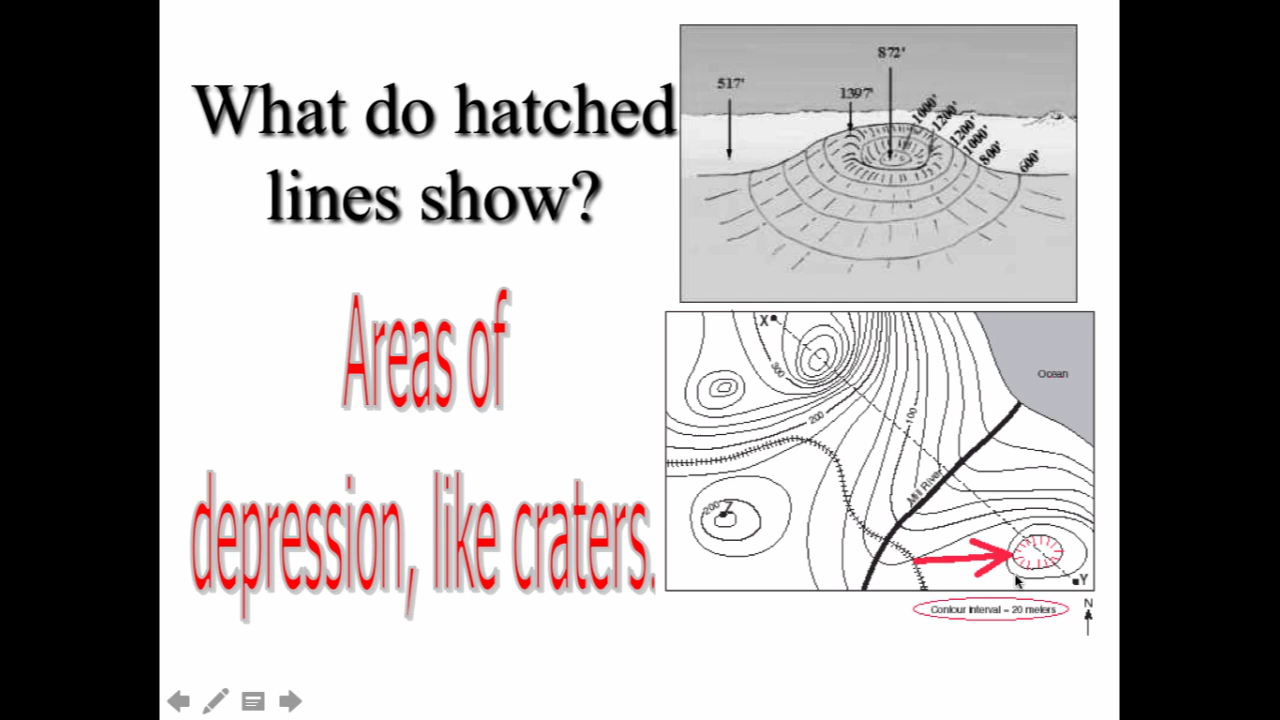 What do hatched
lines show?
Areas of
depression, like craters.
872'
517'
1397'
1000'
1200'
1200'
1000'
800'
600'
X
300
Ocean
200
100
Mill River
200
Z
Y
Contour interval = 20 meters
N